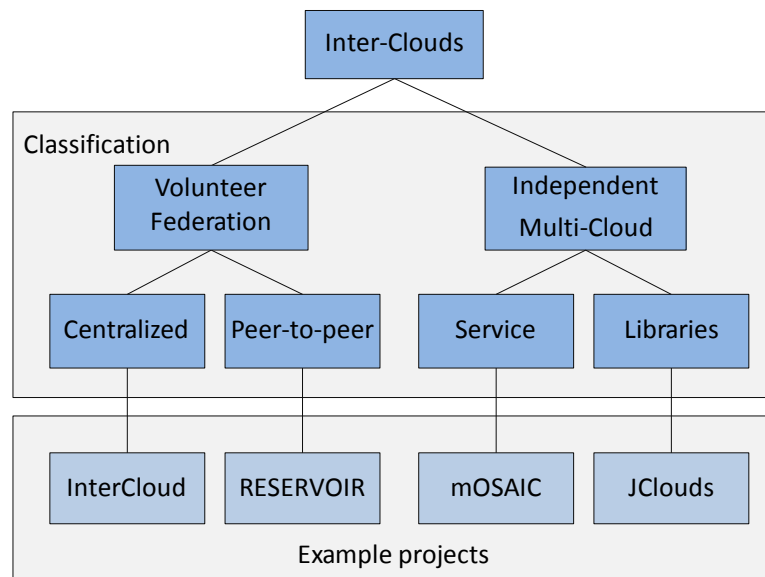 Inter-Clouds
Classification
Volunteer
Federation
Independent
Multi-Cloud
Centralized
Peer-to-peer
Service
Libraries
InterCloud
RESERVOIR
mOSAIC
JClouds
Example projects